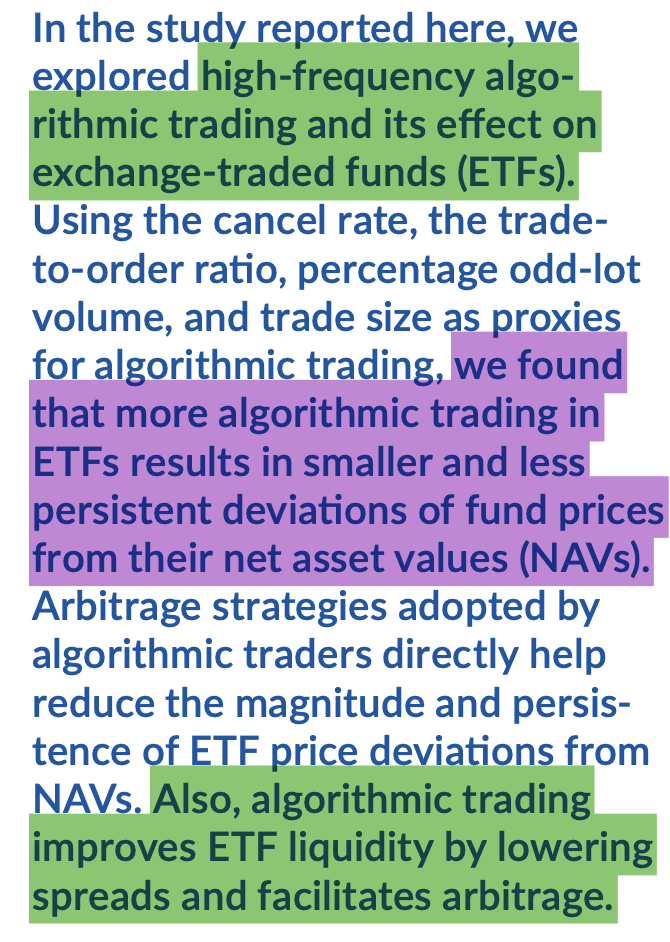 In the study reported here, we
explored high-frequency algo-
rithmic trading and its effect on
exchange-traded funds (ETFs).
Using the cancel rate, the trade-
to-order ratio, percentage odd-lot
volume, and trade size as proxies
for algorithmic trading, we found
that more algorithmic trading in
ETFs results in smaller and less
persistent deviations of fund prices
from their net asset values (NAVs).
Arbitrage strategies adopted by
algorithmic traders directly help
reduce the magnitude and persis-
tence of ETF price deviations from
NAVs. Also, algorithmic trading
improves ETF liquidity by lowering
spreads and facilitates arbitrage.